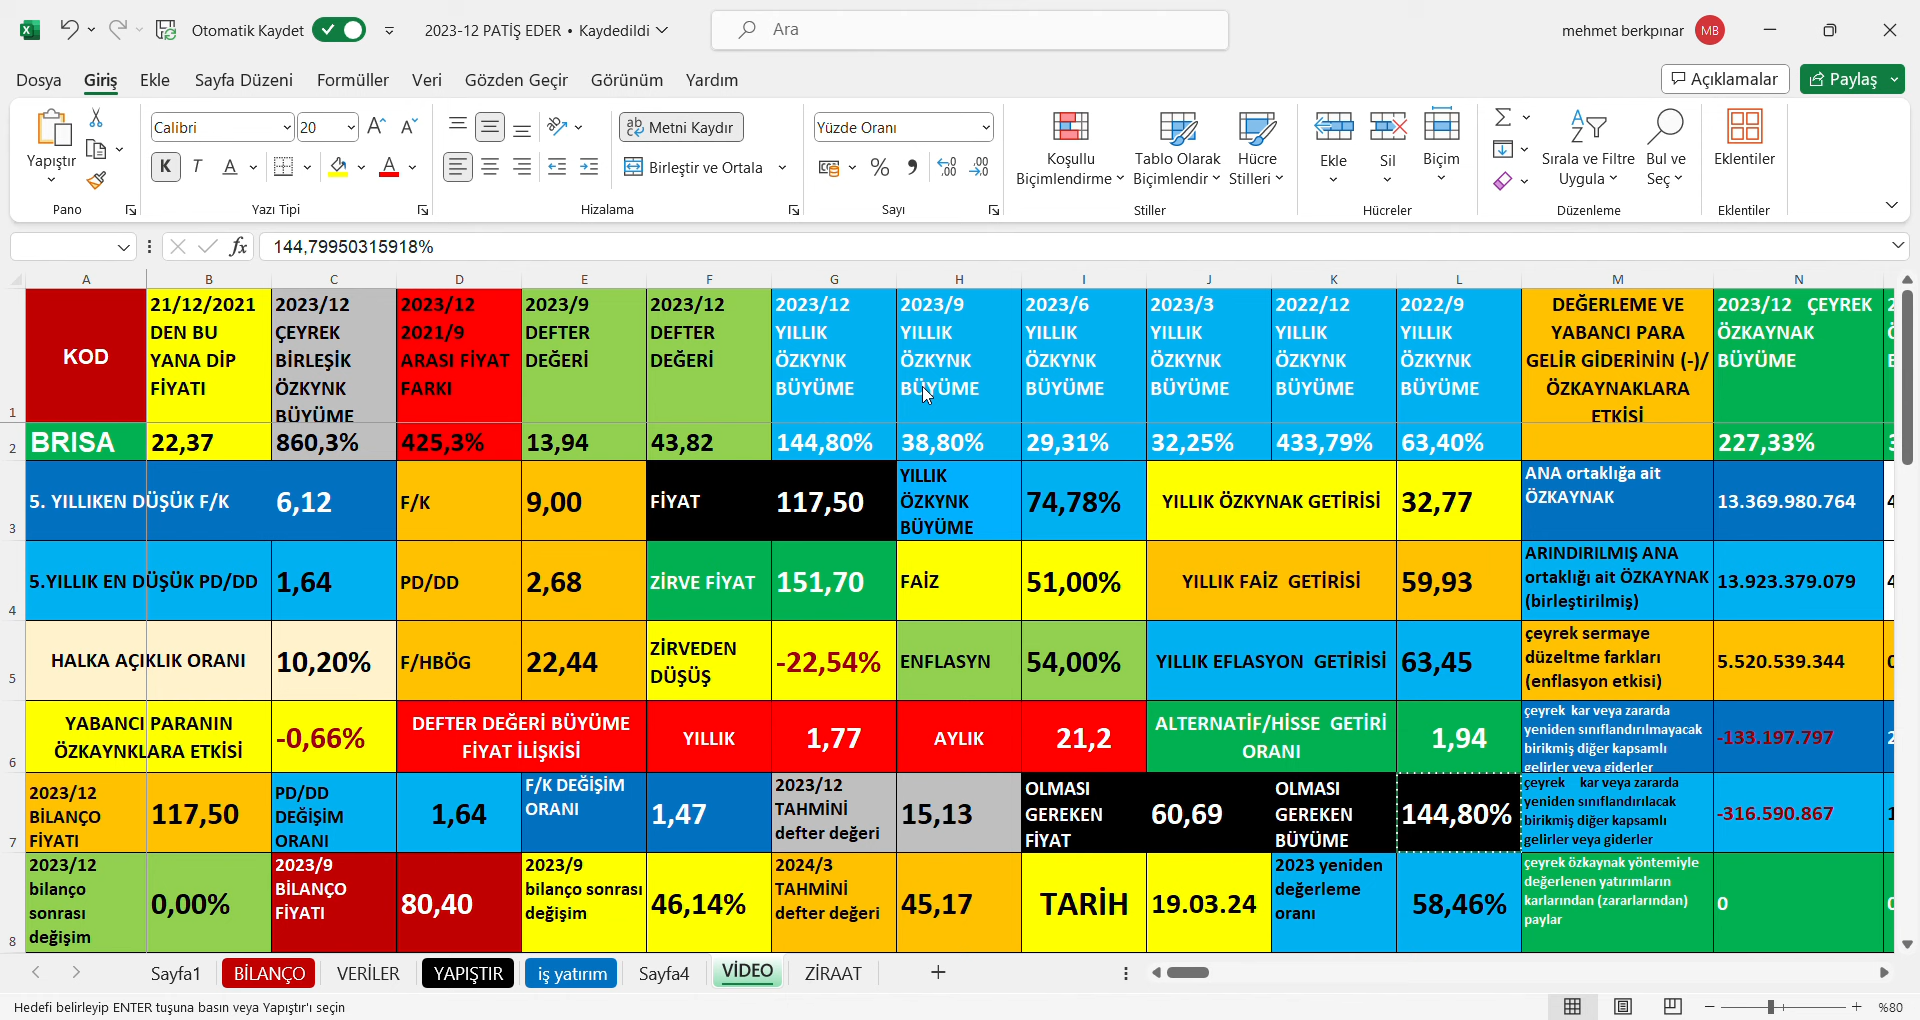 Otomatik Kaydet
2023-12 PATİŞ EDER • Kaydedildi
Ara
mehmet berkpınar
MB
Dosya Giriş Ekle Sayfa Düzeni Formüller Veri Gözden Geçir Görünüm Yardım
Açıklamalar
Paylaş
Yapıştır
Calibri
20
K T A
A
Metni Kaydır
Birleştir ve Ortala
Yüzde Oranı
Koşullu
Biçimlendirme
Tablo Olarak
Biçimlendir
Hücre
Stilleri
Ekle
Sil
Biçim
Sırala ve Filtre
Uygula
Bul ve
Seç
Eklentiler
Pano
Yazı Tipi
Hizalama
Sayı
Stiller
Hücreler
Düzenleme
Eklentiler
fx
144,79950315918%
A B C D E F G H I J K L M N
1
KOD
21/12/2021
DEN BU
YANA DİP
FİYATI
2023/12
ÇEYREK
BİRLEŞİK
ÖZKYNK
BÜYÜME
2023/12
2021/9
ARASI FİYAT
FARKI
2023/9
DEFTER
DEĞERİ
2023/12
DEFTER
DEĞERİ
2023/12
YILLIK
ÖZKYNK
BÜYÜME
2023/9
YILLIK
ÖZKYNK
BÜYÜME
2023/6
YILLIK
ÖZKYNK
BÜYÜME
2023/3
YILLIK
ÖZKYNK
BÜYÜME
2022/12
YILLIK
ÖZKYNK
BÜYÜME
2022/9
YILLIK
ÖZKYNK
BÜYÜME
DEĞERLEME VE
YABANCI PARA
GELİR GİDERİNİN (-)/
ÖZKAYNAKLARA
ETKİSİ
2023/12 ÇEYREK
ÖZKAYNAK
BÜYÜME
2
BRISA 22,37 860,3% 425,3% 13,94 43,82 144,80% 38,80% 29,31% 32,25% 433,79% 63,40% 227,33%
3
5. YILLIKEN DÜŞÜK F/K
6,12
F/K
9,00
FİYAT
117,50
YILLIK
ÖZKYNK
BÜYÜME
74,78%
YILLIK ÖZKYNAK GETİRİSİ
32,77
ANA ortaklığa ait
ÖZKAYNAK
13.369.980.764
4
5.YILLIK EN DÜŞÜK PD/DD
1,64
PD/DD
2,68
ZİRVE FİYAT
151,70
FAİZ
51,00%
YILLIK FAİZ GETİRİSİ
59,93
ARINDIRILMIŞ ANA
ortaklığı ait ÖZKAYNAK
(birleştirilmiş)
13.923.379.079
5
HALKA AÇIKLIK ORANI
10,20%
F/HBÖG
22,44
ZİRVEDEN
DÜŞÜŞ
-22,54%
ENFLASYN
54,00%
YILLIK EFLASYON GETİRİSİ
63,45
çeyrek sermaye
düzeltme farkları
(enflasyon etkisi)
5.520.539.344
6
YABANCI PARANIN
ÖZKAYNKLARA ETKİSİ
-0,66%
DEFTER DEĞERİ BÜYÜME
FİYAT İLİŞKİSİ
YILLIK
1,77
AYLIK
21,2
ALTERNATİF/HİSSE GETİRİ
ORANI
1,94
çeyrek kar veya zararda
yeniden sınıflandırılmayacak
birikmiş diğer kapsamlı
gelirler veya giderler
-133.197.797
7
2023/12
BİLANÇO
FİYATI
117,50
PD/DD
DEĞİŞİM
ORANI
1,64
F/K DEĞİŞİM
ORANI
1,47
2023/12
TAHMİNİ
defter değeri
15,13
OLMASI
GEREKEN
FİYAT
60,69
OLMASI
GEREKEN
BÜYÜME
144,80%
çeyrek kar veya zararda
yeniden sınıflandırılacak
birikmiş diğer kapsamlı
gelirler veya giderler
-316.590.867
8
2023/12
bilanço
sonrası
değişim
0,00%
2023/9
BİLANÇO
FİYATI
80,40
2023/9
bilanço sonrası
değişim
46,14%
2024/3
TAHMİNİ
defter değeri
45,17
TARİH
19.03.24
2023 yeniden
değerleme
oranı
58,46%
çeyrek özkaynak yöntemiyle
değerlenen yatırımların
karlarından (zararlarından)
paylar
0
Sayfa1 BİLANÇO VERİLER YAPIŞTIR iş yatırım Sayfa4 VİDEO ZİRAAT
Hedefi belirleyip ENTER tuşuna basın veya Yapıştır'ı seçin
%80